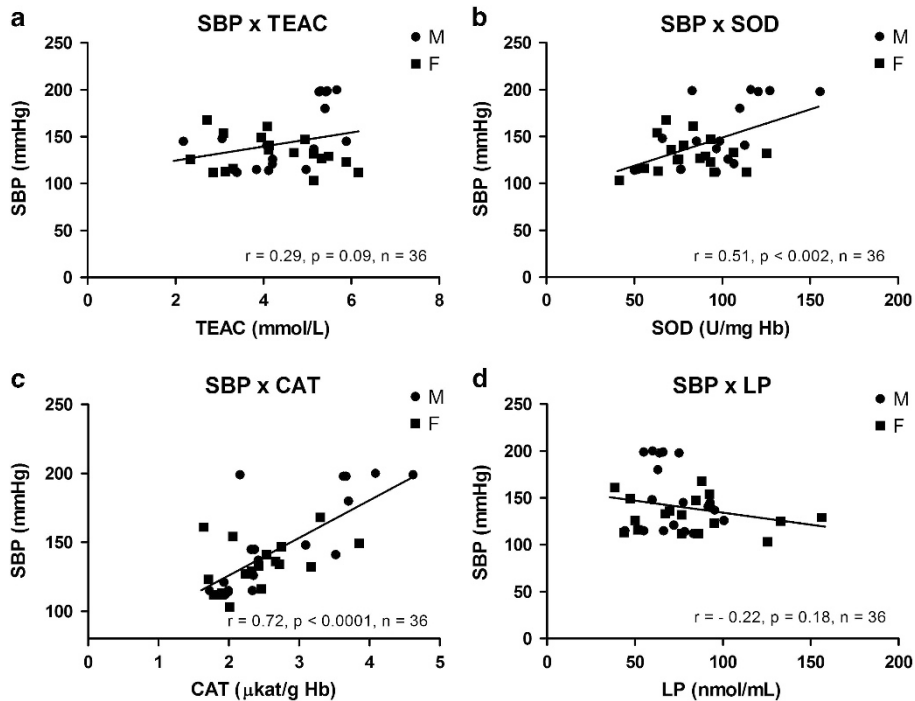 a
SBP x TEAC
M
F
SBP (mmHg)
250
200
150
100
50
0
r = 0.29, p = 0.09, n = 36
0 2 4 6 8
TEAC (mmol/L)
b
SBP x SOD
M
F
SBP (mmHg)
250
200
150
100
50
0
r = 0.51, p < 0.002, n = 36
0 50 100 150 200
SOD (U/mg Hb)
c
SBP x CAT
M
F
SBP (mmHg)
250
200
150
100
r = 0.72, p < 0.0001, n = 36
0 1 2 3 4 5
CAT (μkat/g Hb)
d
SBP x LP
M
F
SBP (mmHg)
250
200
150
100
50
0
r = - 0.22, p = 0.18, n = 36
0 50 100 150 200
LP (nmol/mL)